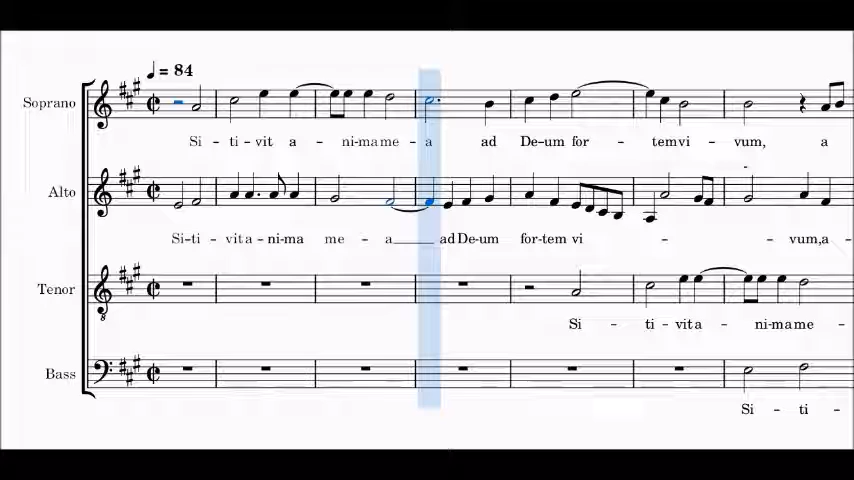 = 84
Soprano
Si - ti - vit a - ni-ma me - a ad De-um for - tem vi - vum, a
Alto
Si-ti - vit a - ni-ma me - a ad De-um for-tem vi - - vum, a -
Tenor
Si - ti - vit a - ni-ma me -
Bass
Si - ti -